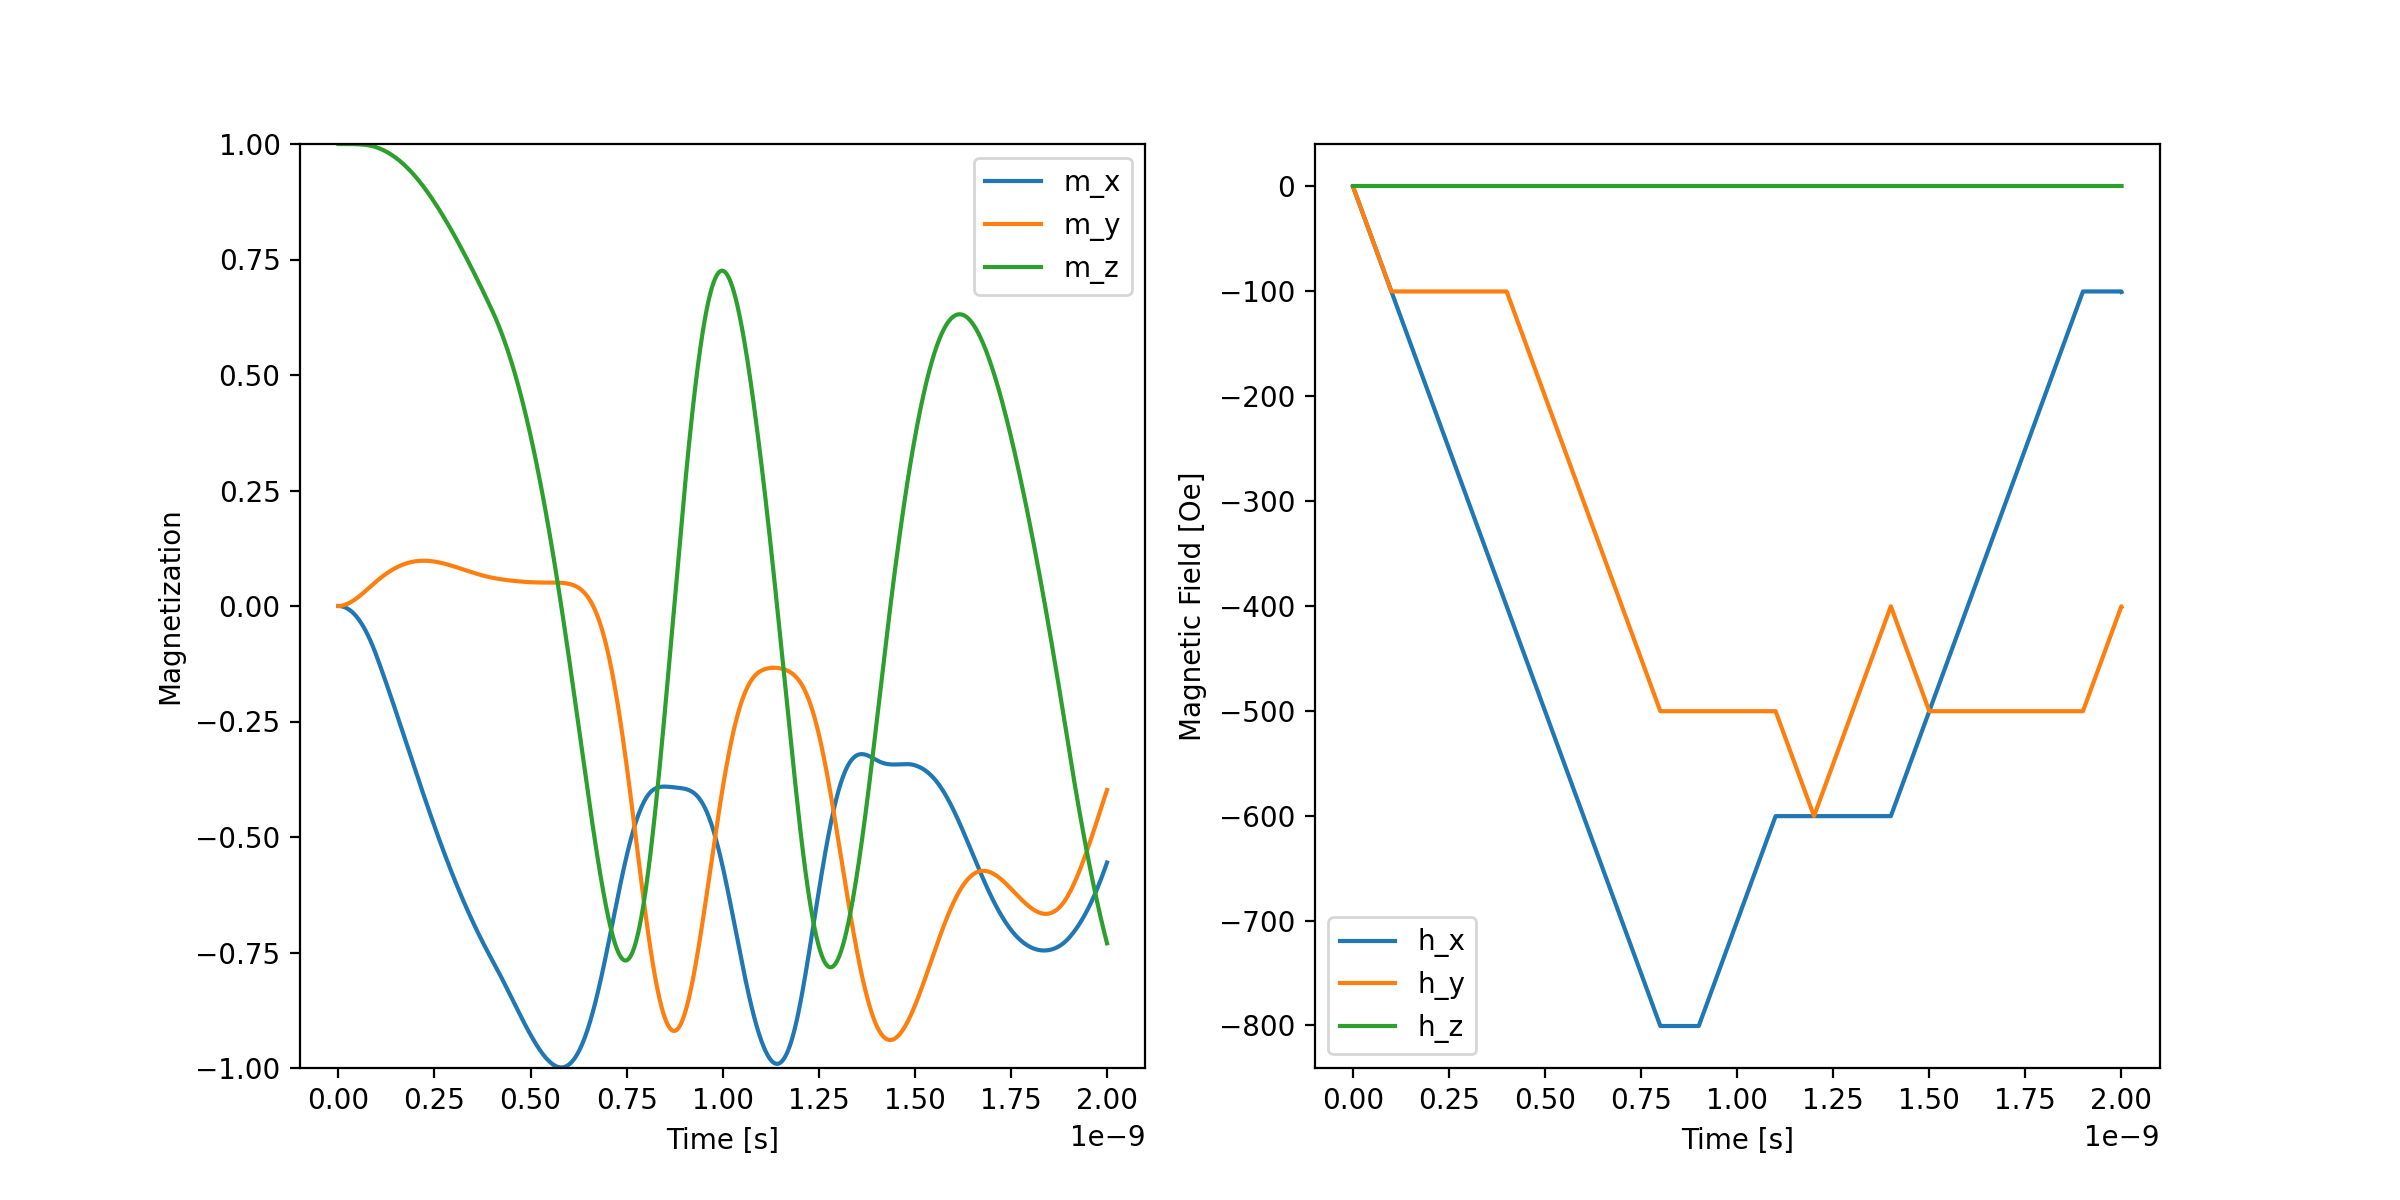 1.00
0.75
0.50
0.25
0.00
−0.25
−0.50
−0.75
−1.00
Magnetization
m_x
m_y
m_z
0.00 0.25 0.50 0.75 1.00 1.25 1.50 1.75 2.00
Time [s]
1e−9
0
−100
−200
−300
−400
−500
−600
−700
−800
Magnetic Field [Oe]
h_x
h_y
h_z
0.00 0.25 0.50 0.75 1.00 1.25 1.50 1.75 2.00
Time [s]
1e−9